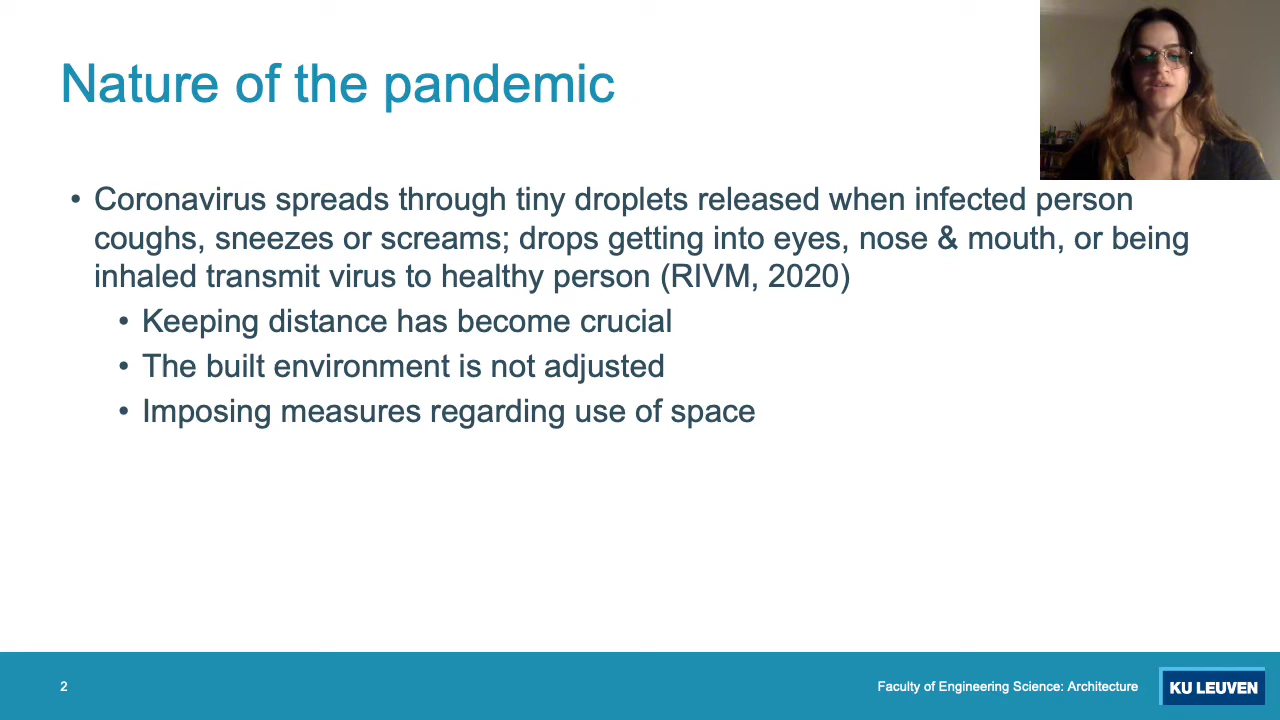 Nature of the pandemic
• Coronavirus spreads through tiny droplets released when infected person
coughs, sneezes or screams; drops getting into eyes, nose & mouth, or being
inhaled transmit virus to healthy person (RIVM, 2020)
• Keeping distance has become crucial
• The built environment is not adjusted
• Imposing measures regarding use of space
2
Faculty of Engineering Science: Architecture
KU LEUVEN